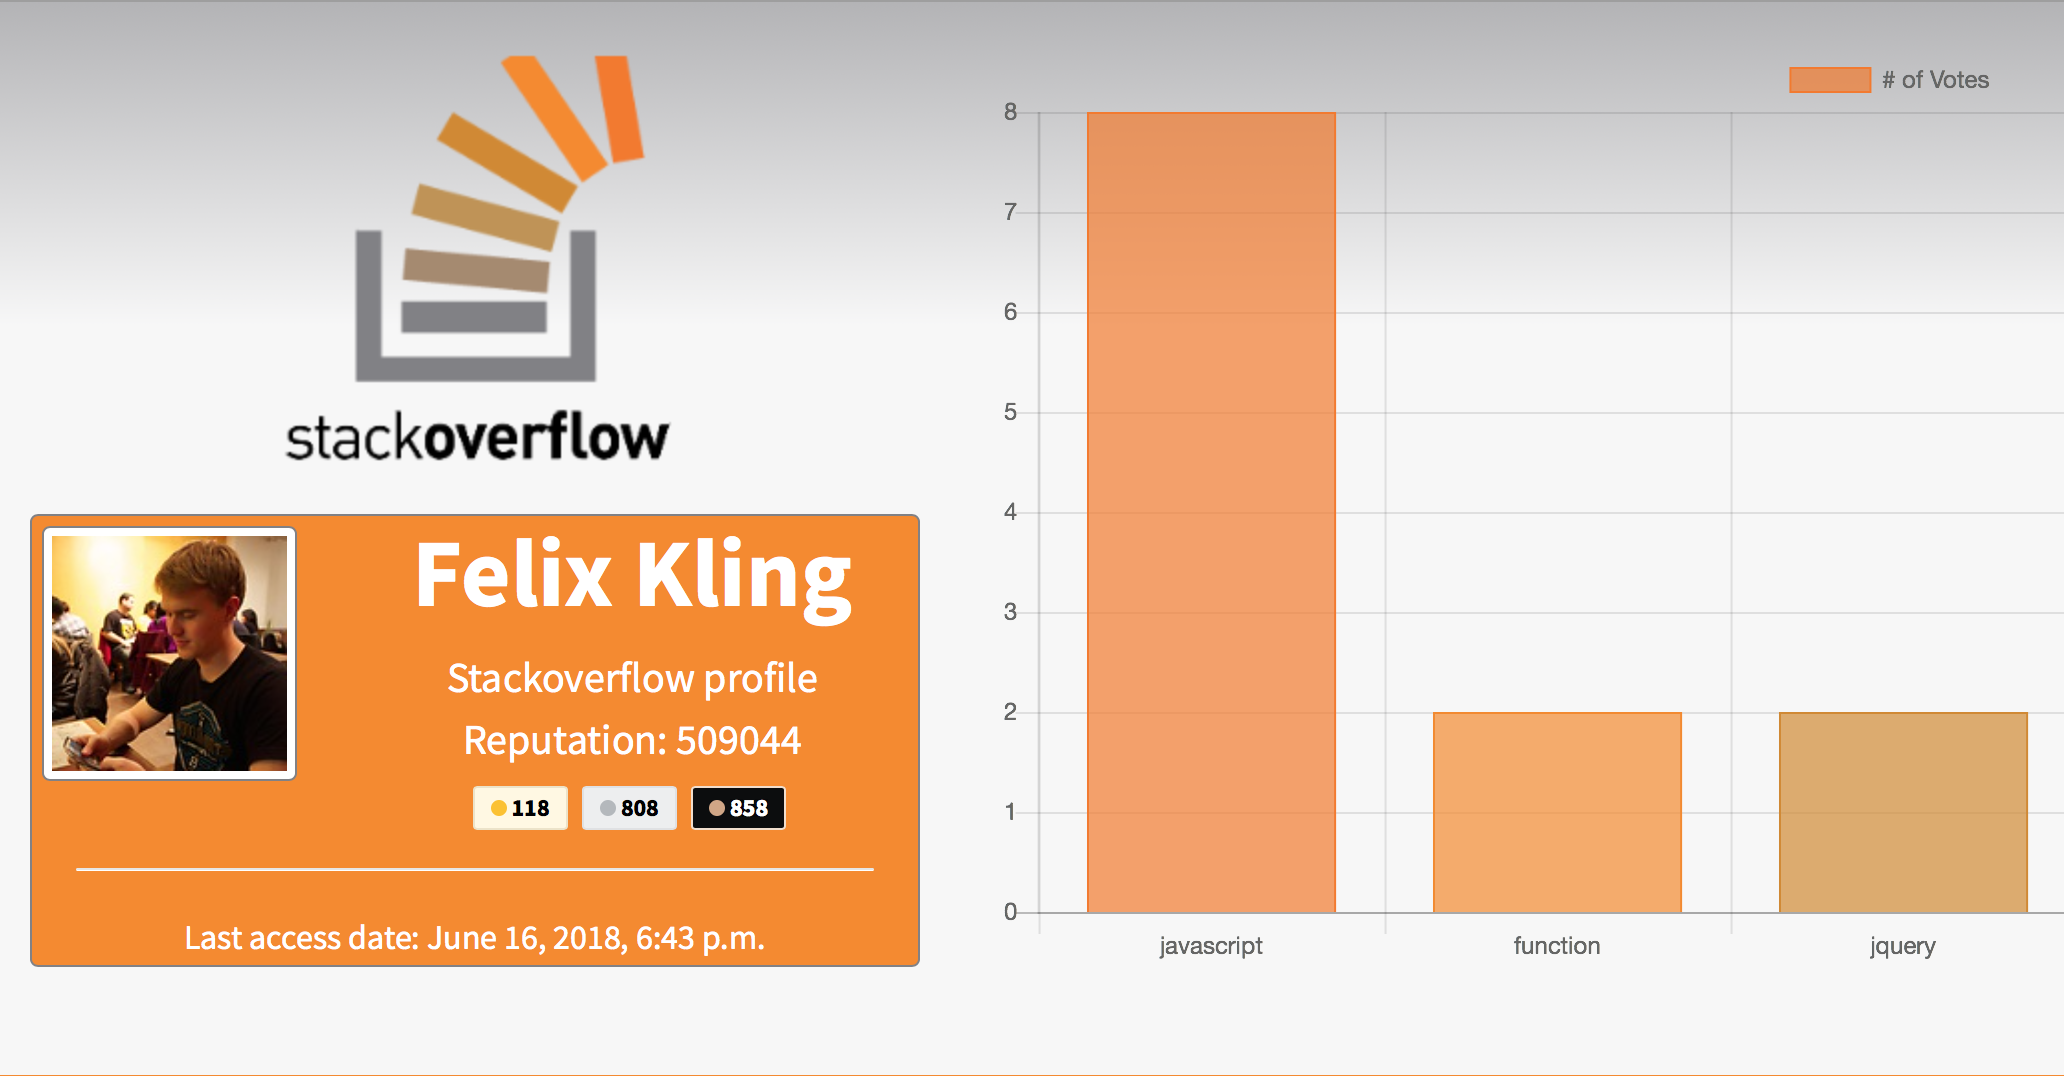 stackoverflow
Felix Kling
Stackoverflow profile
Reputation: 509044
118 808 858
Last access date: June 16, 2018, 6:43 p.m.
# of Votes
8
7
6
5
4
3
2
1
0
javascript function jquery